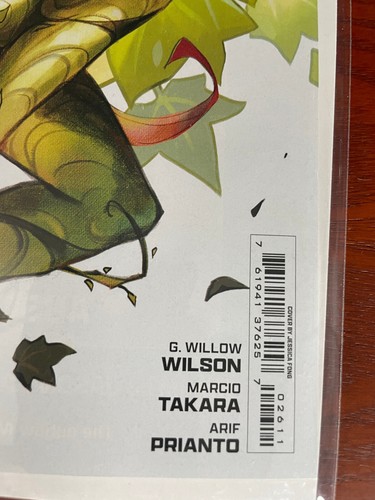 G. WILLOW
WILSON
MARCIO
TAKARA
ARIF
PRIANTO
COVER BY JESSICA FONG
7 61941 37625 7
02611